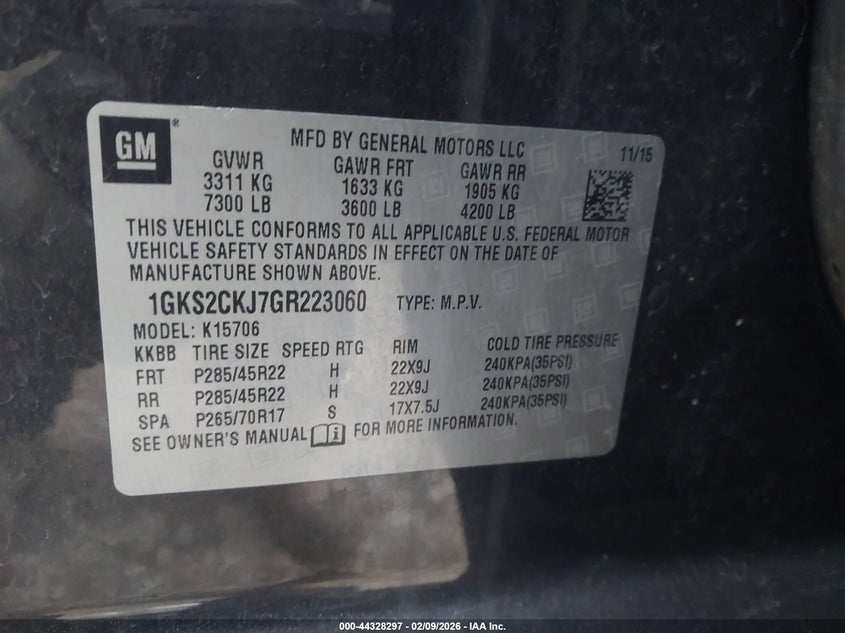 GM ®
MFD BY GENERAL MOTORS LLC
11/15
GVWR GAWR FRT GAWR RR
3311 KG 1633 KG 1905 KG
7300 LB 3600 LB 4200 LB
THIS VEHICLE CONFORMS TO ALL APPLICABLE U.S. FEDERAL MOTOR
VEHICLE SAFETY STANDARDS IN EFFECT ON THE DATE OF
MANUFACTURE SHOWN ABOVE.
1GKS2CKJ7GR223060 TYPE: M.P.V.
MODEL: K15706
KKBB TIRE SIZE SPEED RTG RIM COLD TIRE PRESSURE
FRT P285/45R22 H 22X9J 240KPA(35PSI)
RR P285/45R22 H 22X9J 240KPA(35PSI)
SPA P265/70R17 S 17X7.5J 240KPA(35PSI)
SEE OWNER'S MANUAL i FOR MORE INFORMATION.
000-44328297 - 02/09/2026 - IAA Inc.